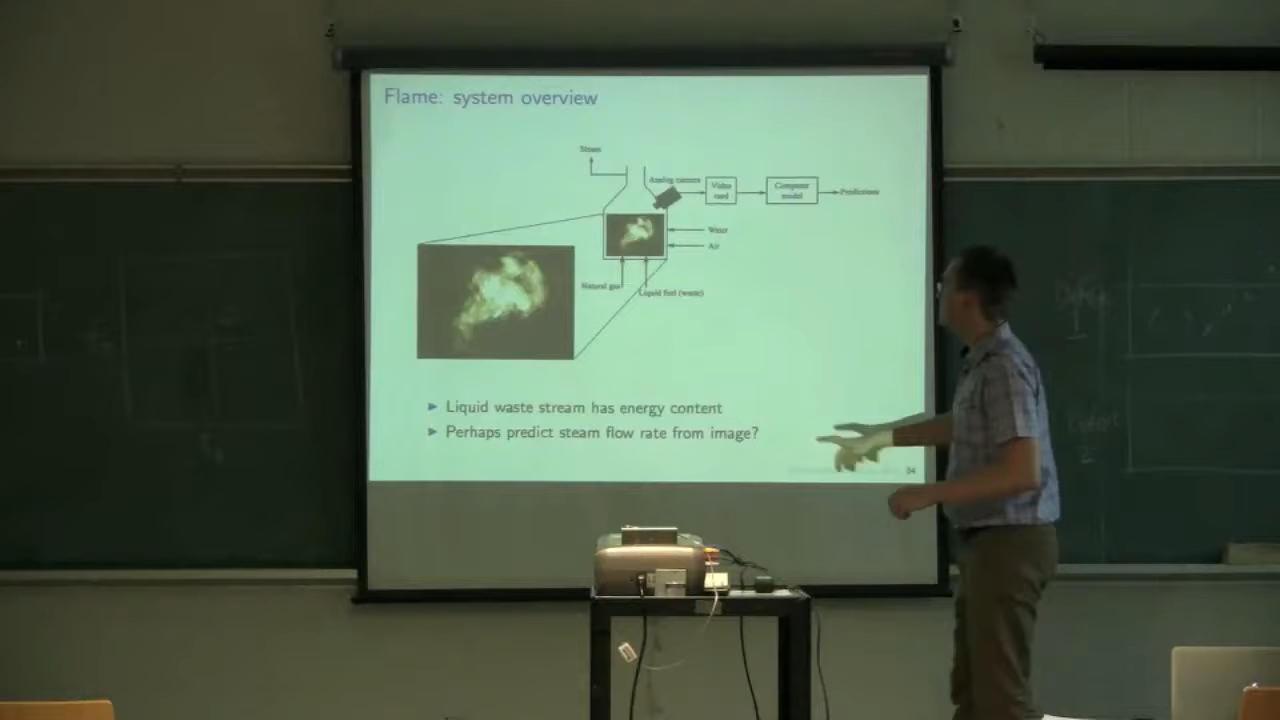 Flame: system overview
Steam
Analog camera
Video
card
Computer
model
Predictions
Water
Air
Natural gas
Liquid fuel (waste)
Liquid waste stream has energy content
Perhaps predict steam flow rate from image?
34